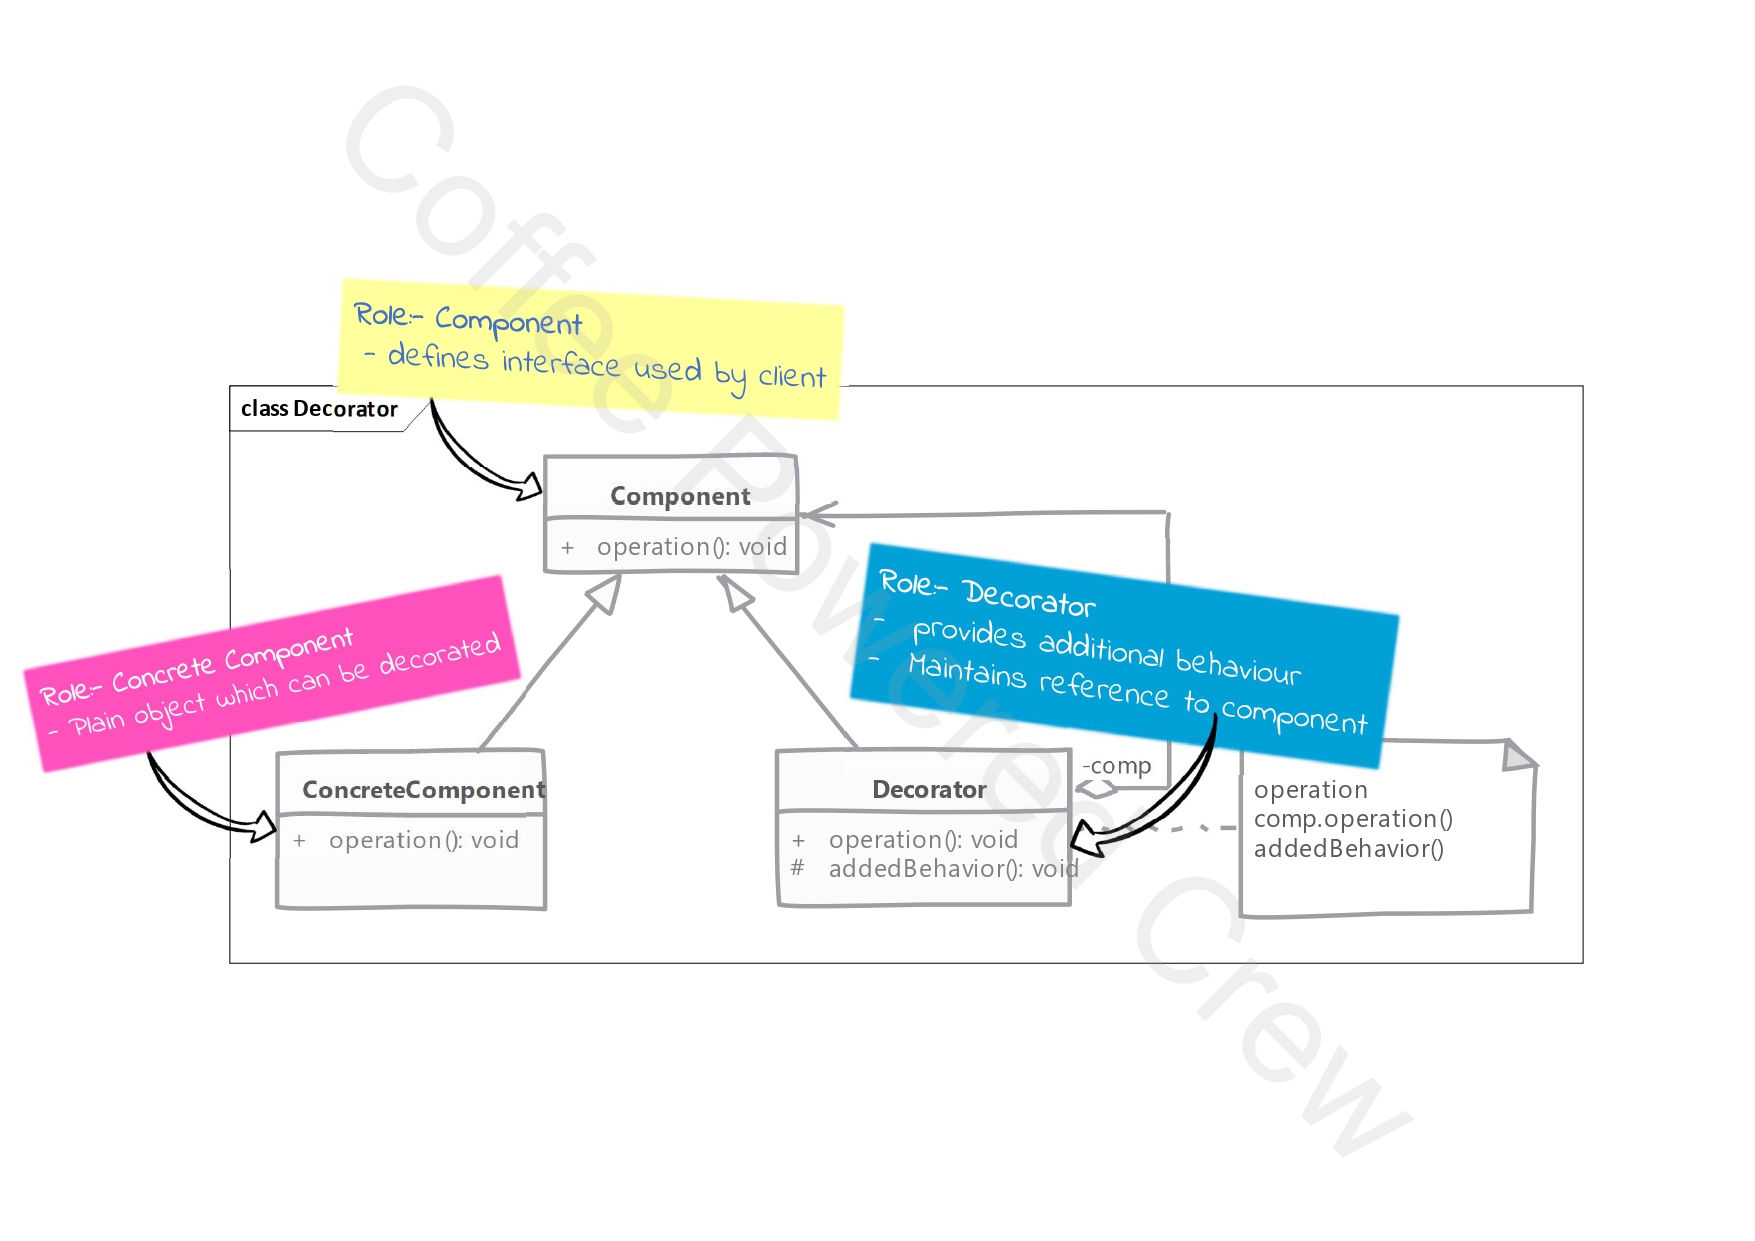 Coffee Powered Crew
Role:- Component
- defines interface used by client
class Decorator
Component
+ operation(): void
Role:- Decorator
- provides additional behaviour
- Maintains reference to component
Role:- Concrete Component
- Plain object which can be decorated
ConcreteComponent
+ operation(): void
-comp
Decorator
+ operation(): void
# addedBehavior(): void
operation
comp.operation()
addedBehavior()